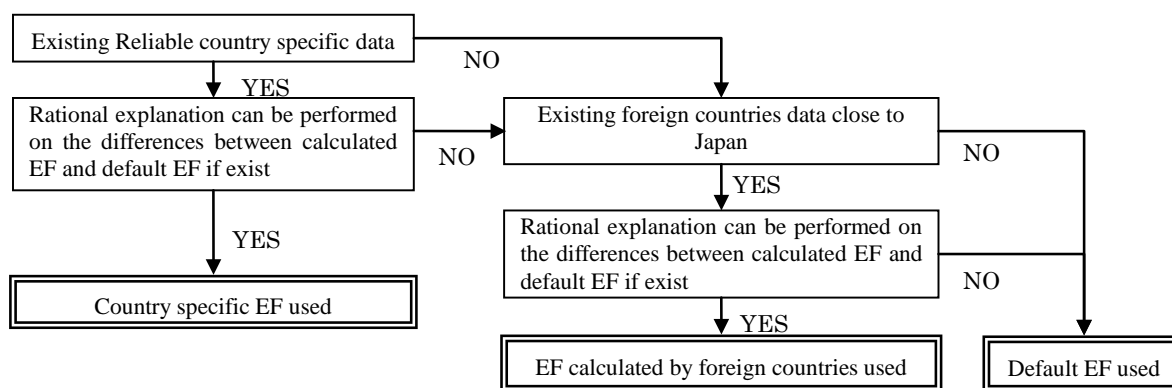 Existing Reliable country specific data
NO
YES
Rational explanation can be performed
on the differences between calculated
EF and default EF if exist
NO
Existing foreign countries data close to
Japan
NO
YES
YES
Rational explanation can be performed on
the differences between calculated EF and
default EF if exist
NO
Country specific EF used
YES
EF calculated by foreign countries used
Default EF used